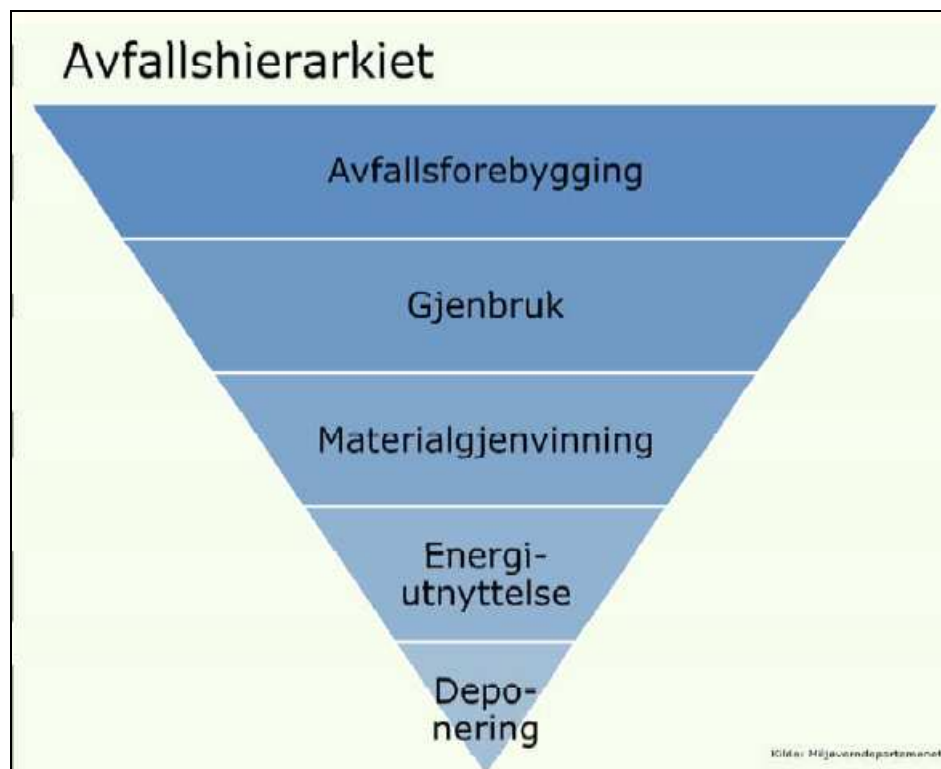 Avfallshierarkiet
Avfallsforebygging
Gjenbruk
Materialgjenvinning
Energi-
utnyttelse
Depo-
nering
Kilde: Miljøverndepartementet